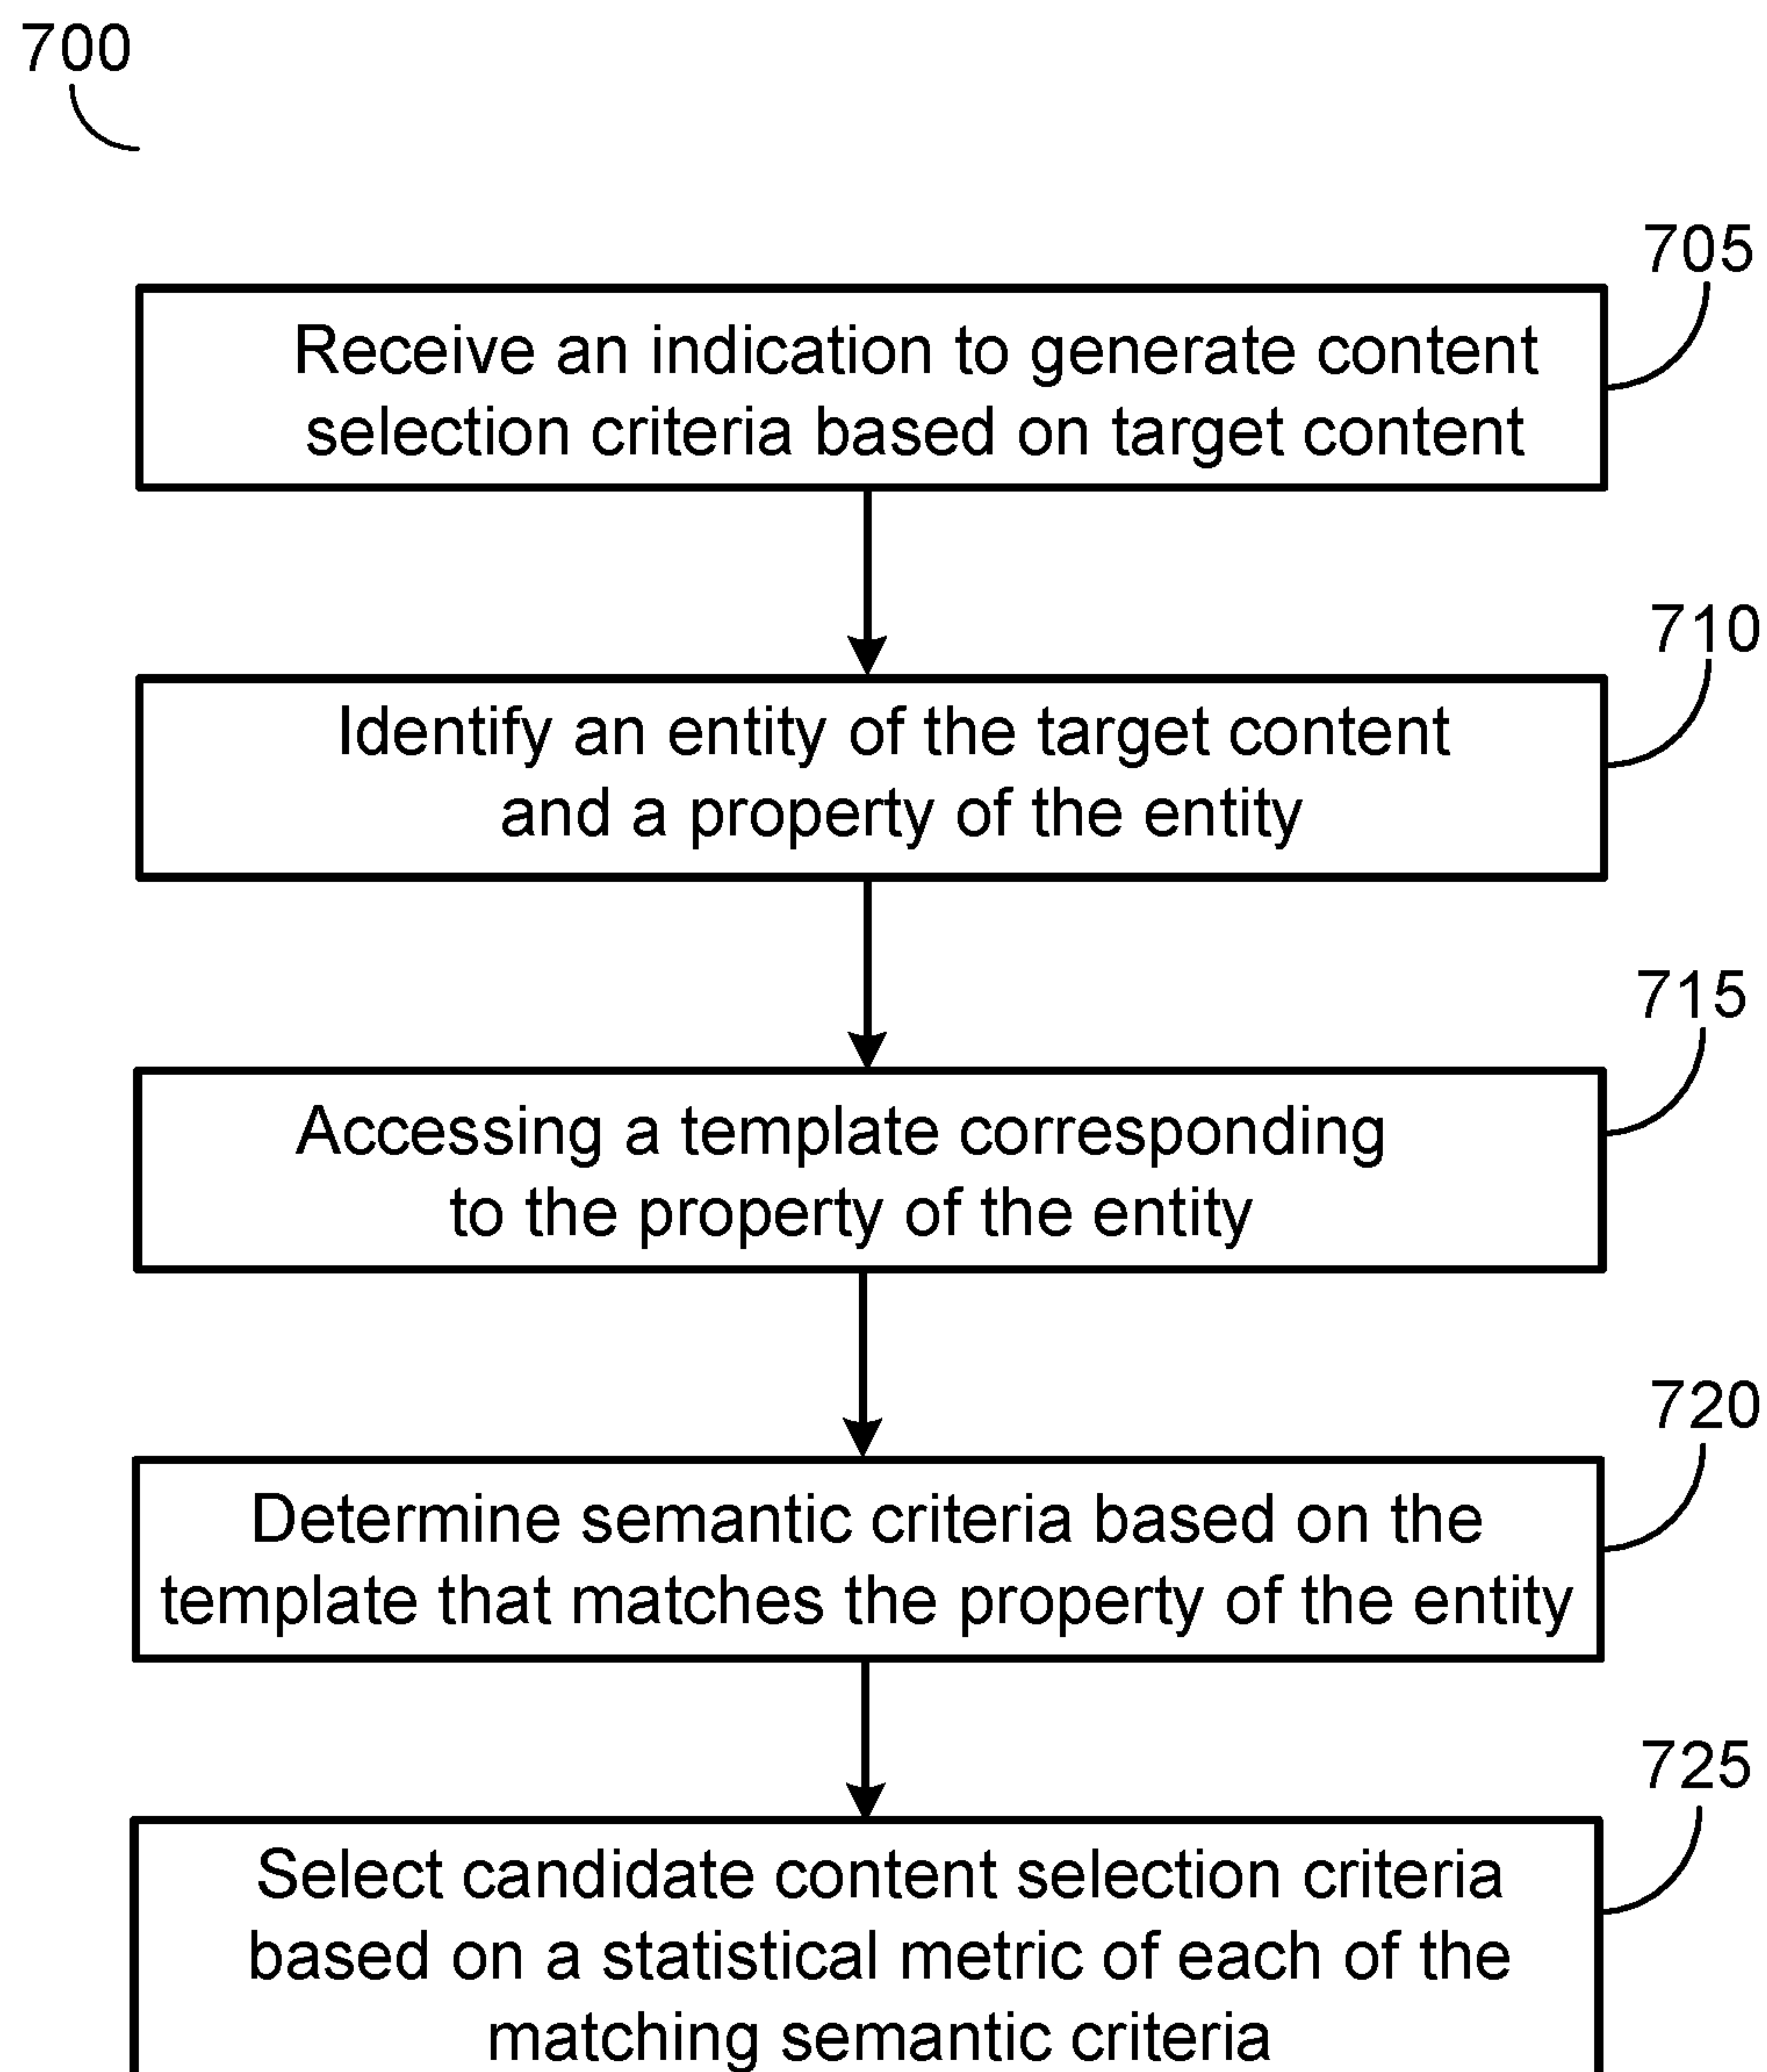 700
705
Receive an indication to generate content
selection criteria based on target content
710
Identify an entity of the target content
and a property of the entity
715
Accessing a template corresponding
to the property of the entity
720
Determine semantic criteria based on the
template that matches the property of the entity
725
Select candidate content selection criteria
based on a statistical metric of each of the
matching semantic criteria